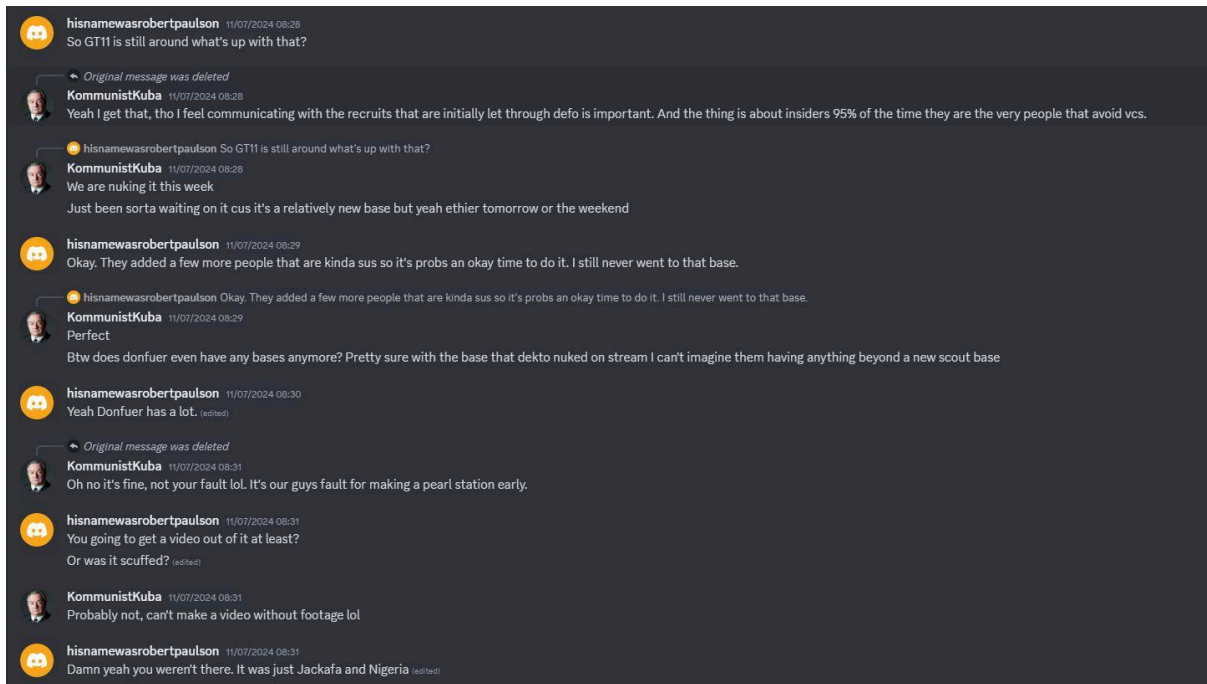 hisnamewasrobertpaulson 11/07/2024 08:28
So GT11 is still around what's up with that?
Original message was deleted
KommunistKuba 11/07/2024 08:28
Yeah I get that, tho I feel communicating with the recruits that are initially let through defo is important. And the thing is about insiders 95% of the time they are the very people that avoid vcs.
hisnamewasrobertpaulson So GT11 is still around what's up with that?
KommunistKuba 11/07/2024 08:28
We are nuking it this week
Just been sorta waiting on it cus it's a relatively new base but yeah ethier tomorrow or the weekend
hisnamewasrobertpaulson 11/07/2024 08:29
Okay. They added a few more people that are kinda sus so it's probs an okay time to do it. I still never went to that base.
hisnamewasrobertpaulson Okay. They added a few more people that are kinda sus so it's probs an okay time to do it. I still never went to that base.
KommunistKuba 11/07/2024 08:29
Perfect
Btw does donfuer even have any bases anymore? Pretty sure with the base that dekto nuked on stream I can't imagine them having anything beyond a new scout base
hisnamewasrobertpaulson 11/07/2024 08:30
Yeah Donfuer has a lot. (edited)
Original message was deleted
KommunistKuba 11/07/2024 08:31
Oh no it's fine, not your fault lol. It's our guys fault for making a pearl station early.
hisnamewasrobertpaulson 11/07/2024 08:31
You going to get a video out of it at least?
Or was it scuffed? (edited)
KommunistKuba 11/07/2024 08:31
Probably not, can't make a video without footage lol
hisnamewasrobertpaulson 11/07/2024 08:31
Damn yeah you weren't there. It was just Jackafa and Nigeria (edited)